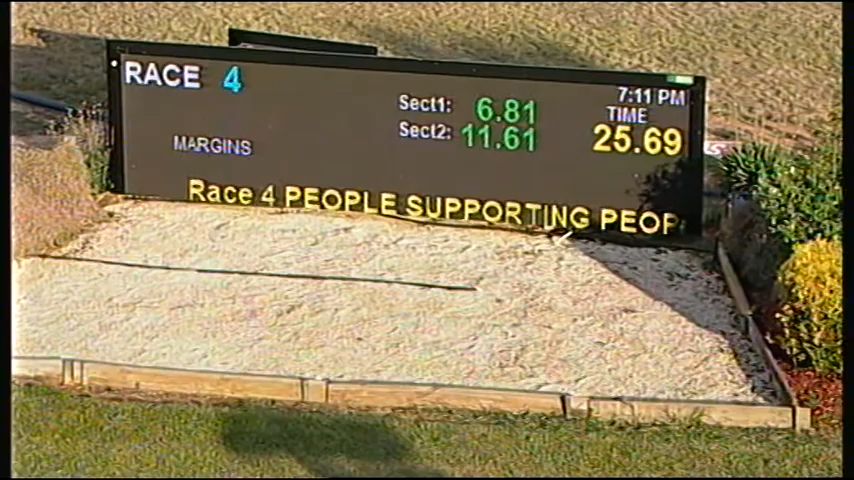 RACE 4
7:11 PM
Sect1: 6.81
TIME
Sect2: 11.61
25.69
MARGINS
Race 4 PEOPLE SUPPORTING PEOP